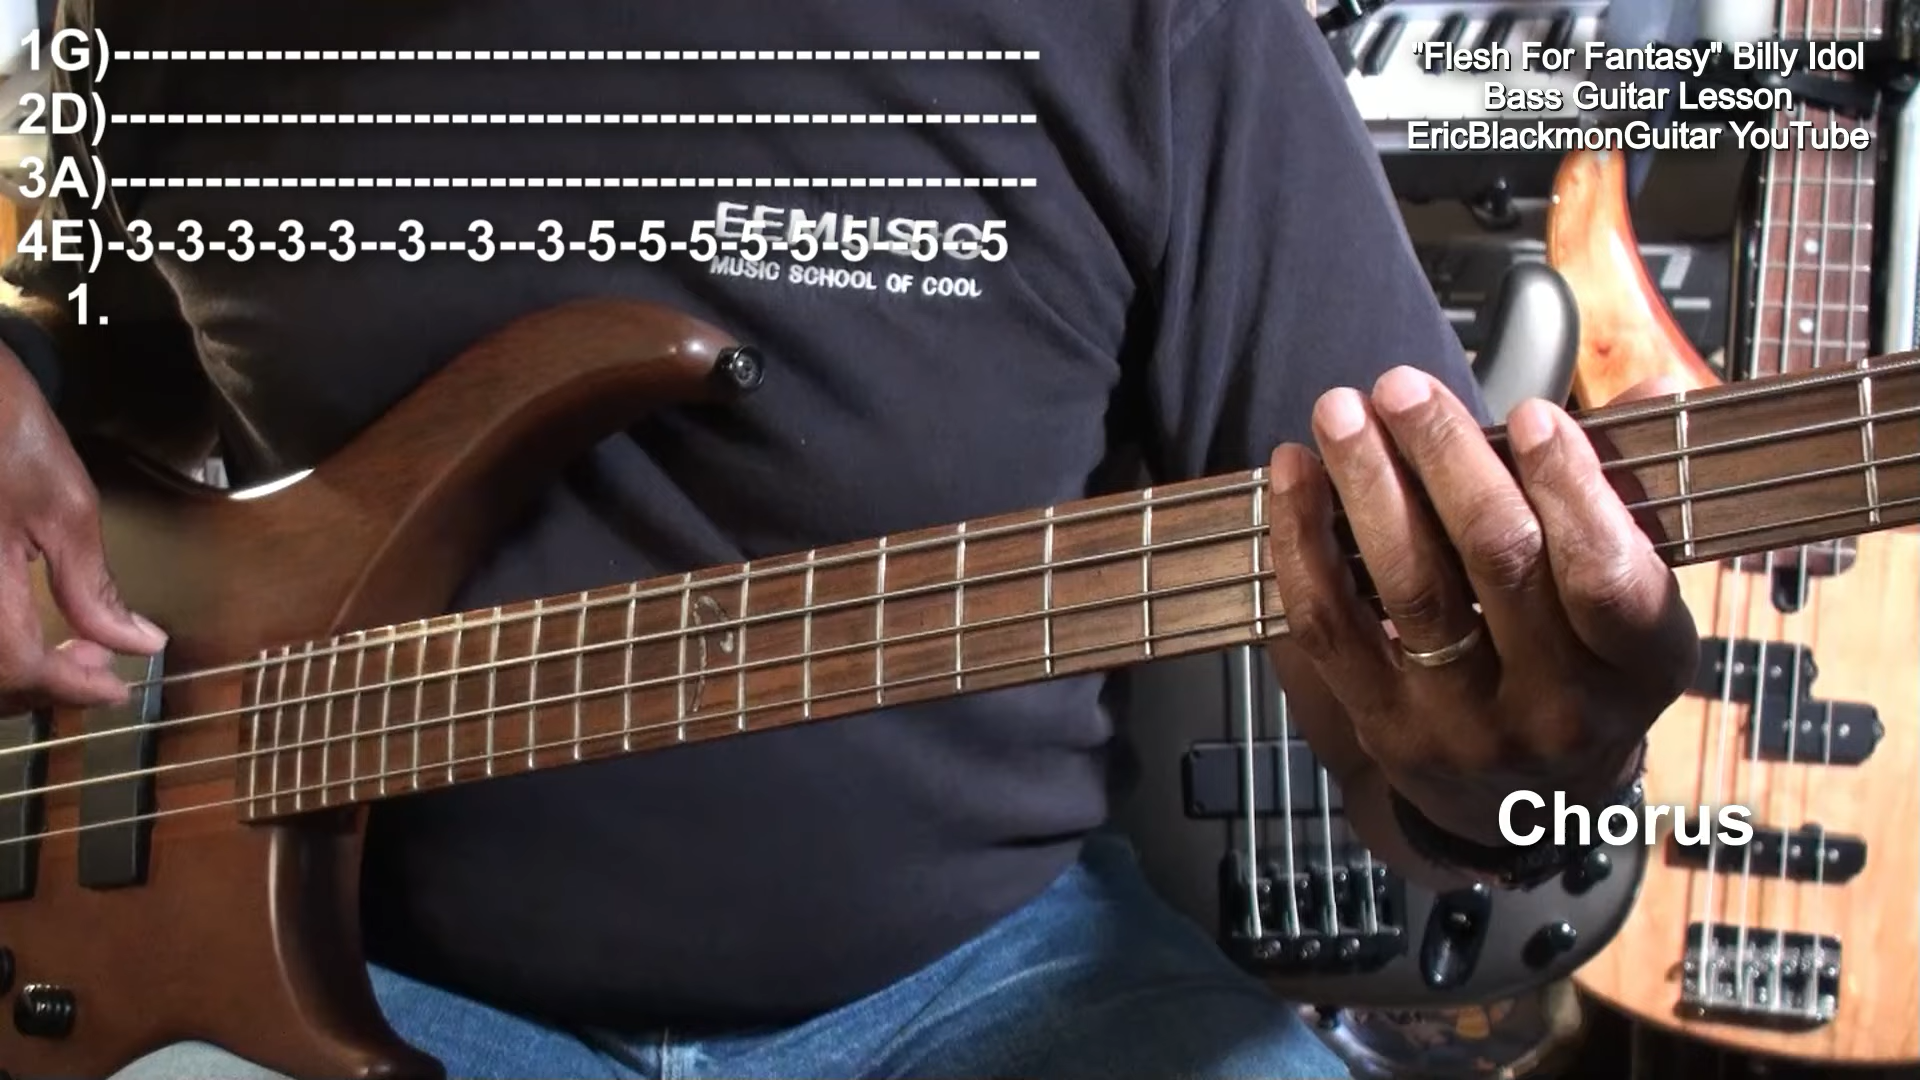 1G)--------------------------------------------------
2D)--------------------------------------------------
3A)--------------------------------------------------
4E)-3-3-3-3-3--3--3--3-5-5-5-5-5-5--5--5
1.
"Flesh For Fantasy" Billy Idol
Bass Guitar Lesson
EricBlackmonGuitar YouTube
EEMUSIC
MUSIC SCHOOL OF COOL
Chorus